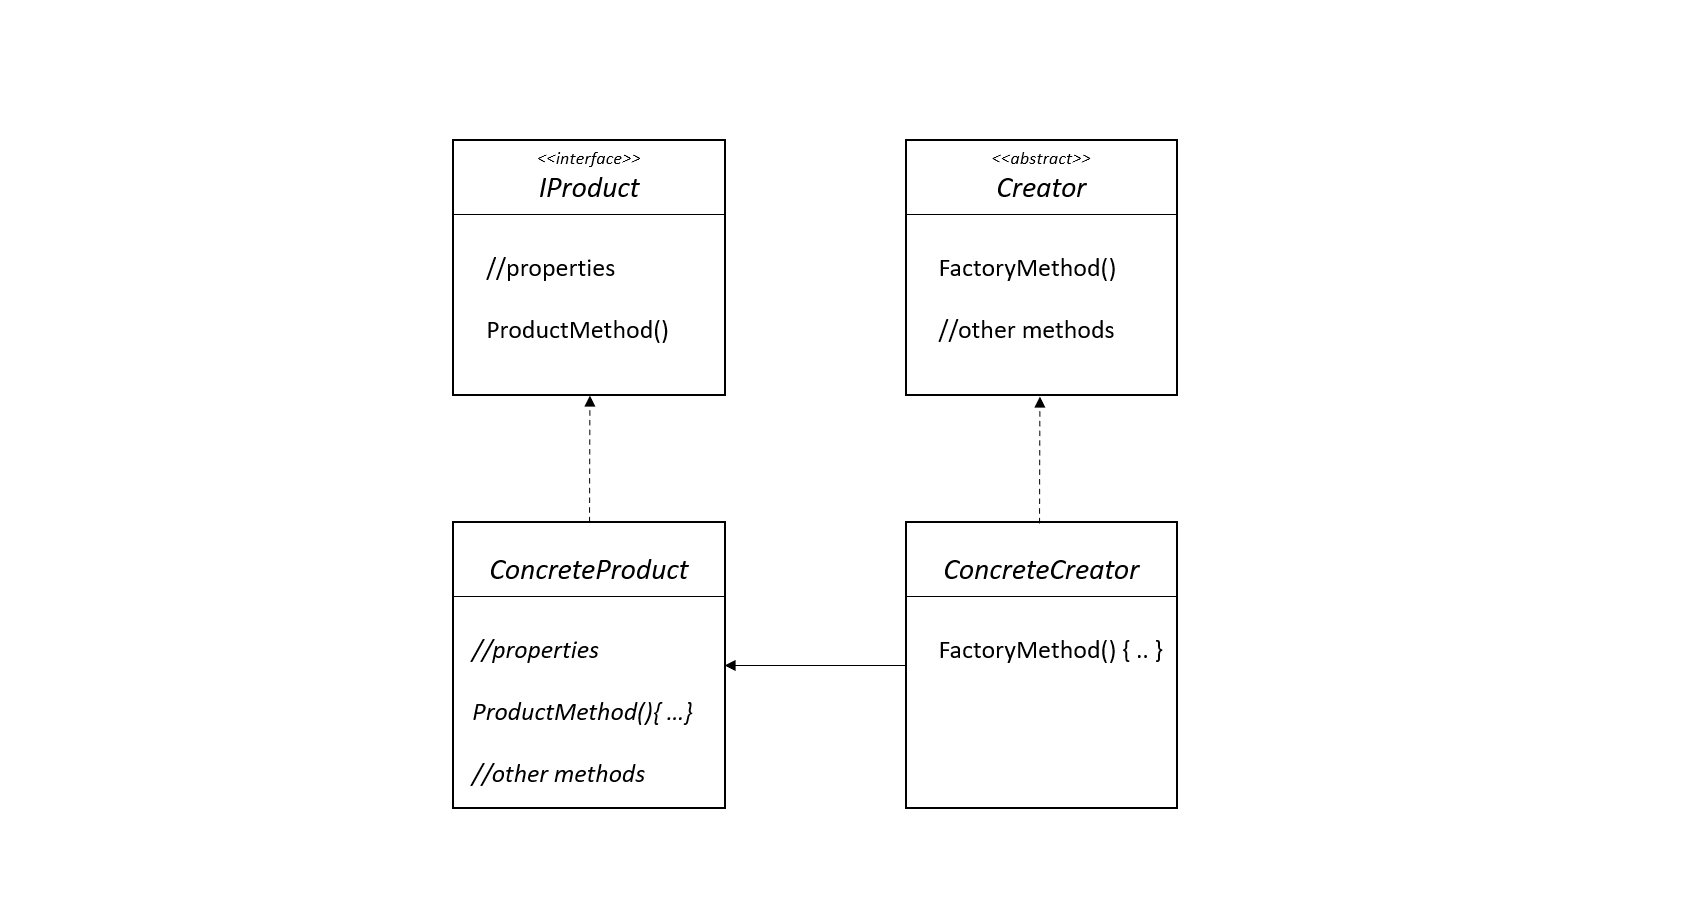 <<interface>>
IProduct
//properties
ProductMethod()
<<abstract>>
Creator
FactoryMethod()
//other methods
ConcreteProduct
//properties
ProductMethod(){ ...}
//other methods
ConcreteCreator
FactoryMethod() { .. }